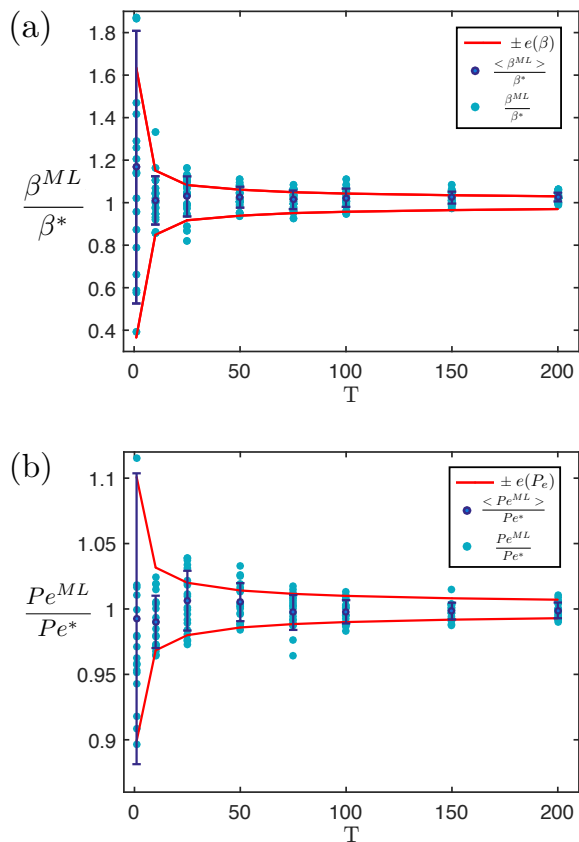 (a)
1.8
1.6
1.4
1.2
1
0.8
0.6
0.4
β^{ML}
β*
± e(β)
< β^{ML} >
β*
β^{ML}
β*
0 50 100 150 200
T
(b)
1.1
1.05
1
0.95
0.9
Pe^{ML}
Pe*
± e(P_e)
< Pe^{ML} >
Pe*
Pe^{ML}
Pe*
0 50 100 150 200
T